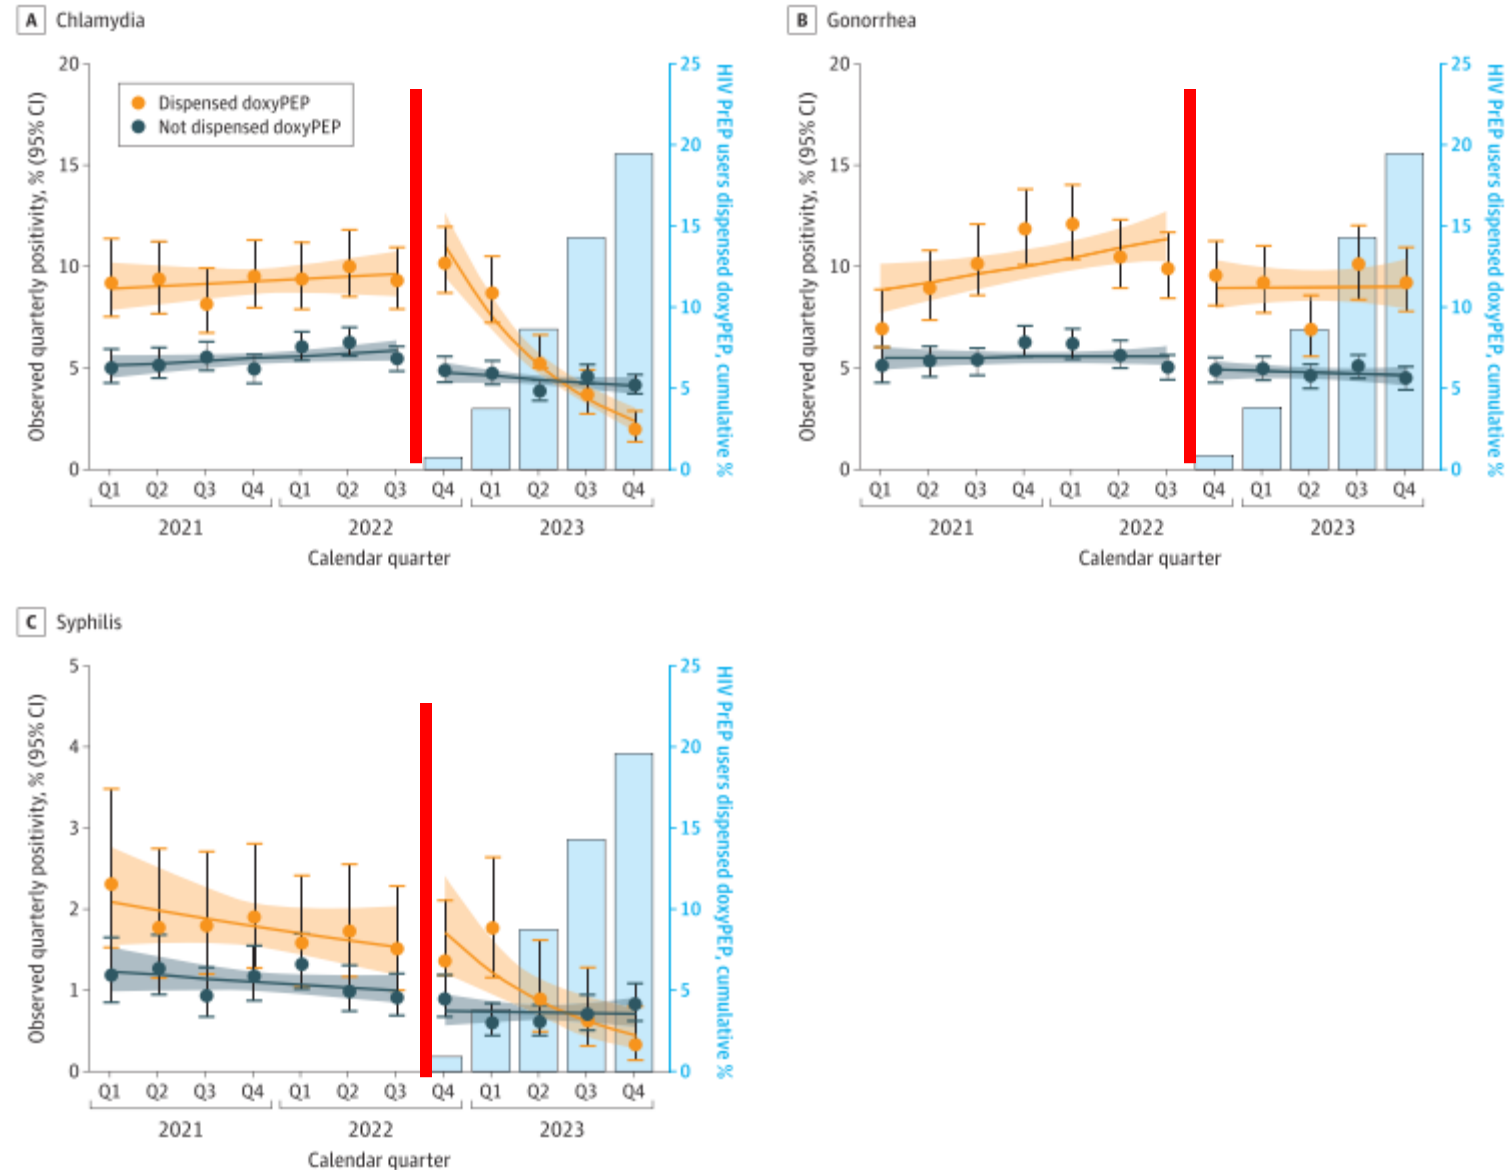 A Chlamydia
Observed quarterly positivity, % (95% CI)
20
15
10
5
0
Dispensed doxyPEP
Not dispensed doxyPEP
25
20
15
10
5
0
HIV PrEP users dispensed doxyPEP, cumulative %
Q1 Q2 Q3 Q4 Q1 Q2 Q3 Q4 Q1 Q2 Q3 Q4
2021 2022 2023
Calendar quarter
B Gonorrhea
Observed quarterly positivity, % (95% CI)
20
15
10
5
0
25
20
15
10
5
0
HIV PrEP users dispensed doxyPEP, cumulative %
Q1 Q2 Q3 Q4 Q1 Q2 Q3 Q4 Q1 Q2 Q3 Q4
2021 2022 2023
Calendar quarter
C Syphilis
Observed quarterly positivity, % (95% CI)
5
4
3
2
1
0
25
20
15
10
5
0
HIV PrEP users dispensed doxyPEP, cumulative %
Q1 Q2 Q3 Q4 Q1 Q2 Q3 Q4 Q1 Q2 Q3 Q4
2021 2022 2023
Calendar quarter